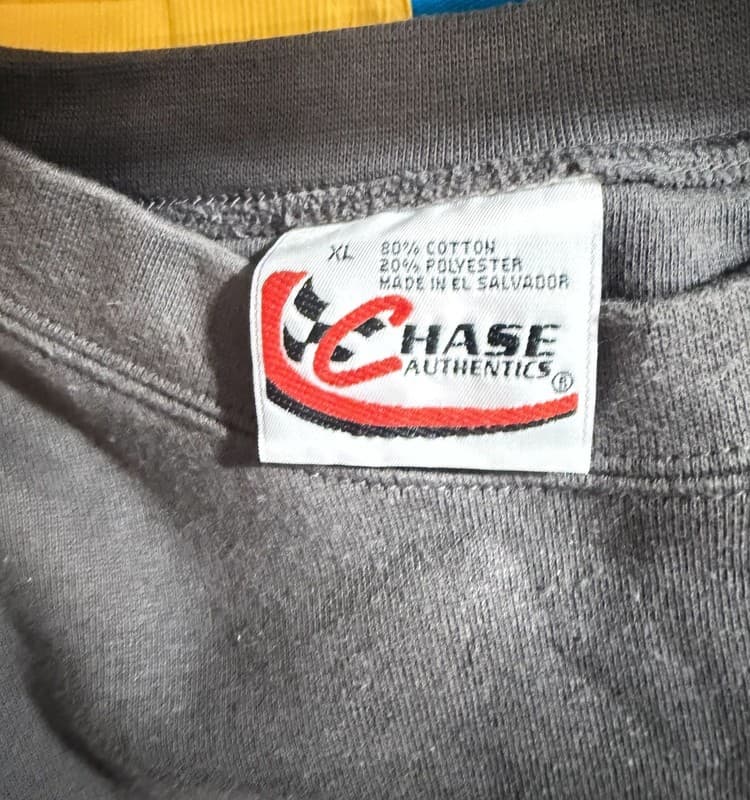 XL
80% COTTON
20% POLYESTER
MADE IN EL SALVADOR
CHASE
AUTHENTICS®